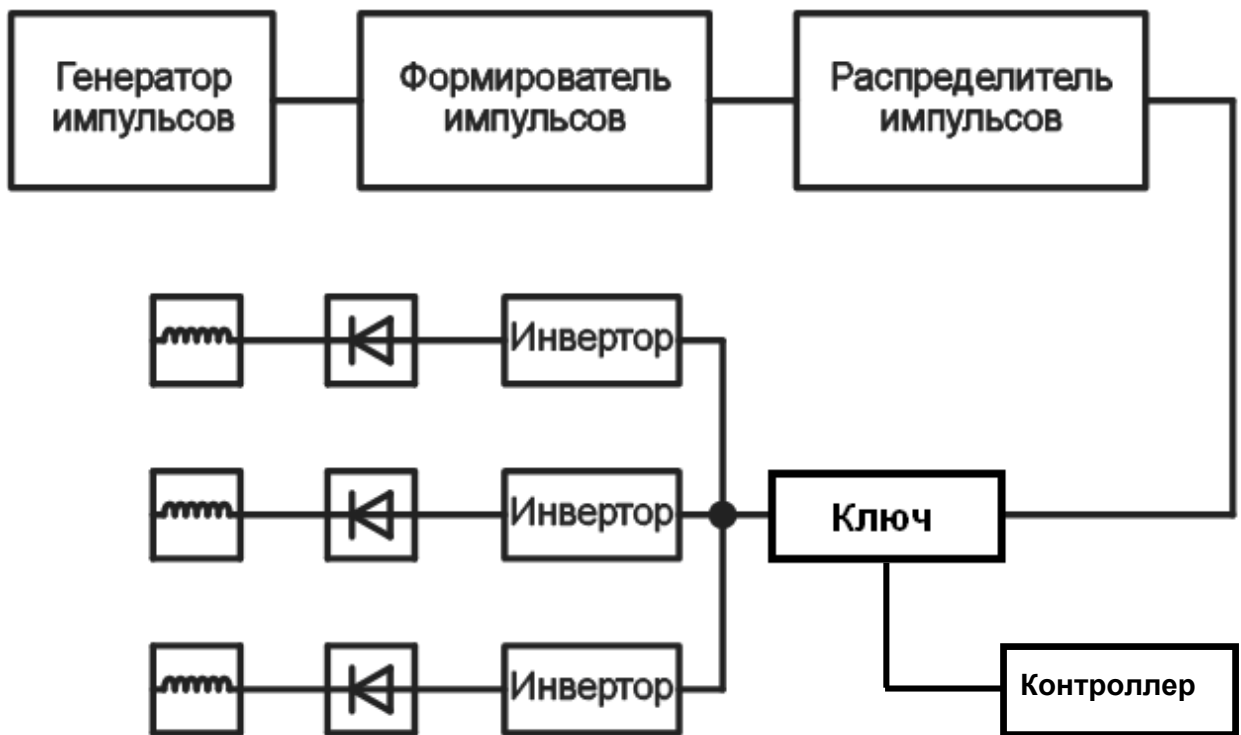 Генератор
импульсов
Формирователь
импульсов
Распределитель
импульсов
Инвертор
Инвертор
Ключ
Инвертор
Контроллер